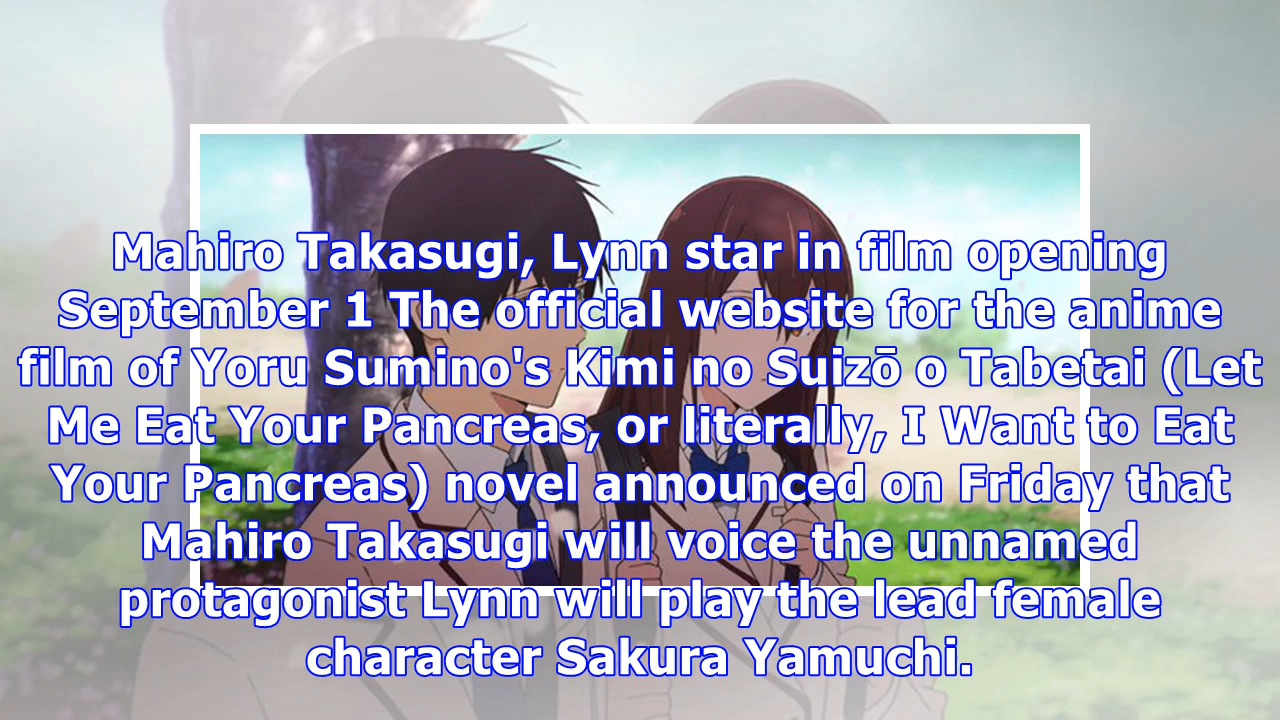 Mahiro Takasugi, Lynn star in film opening
September 1 The official website for the anime
film of Yoru Sumino's Kimi no Suizō o Tabetai (Let
Me Eat Your Pancreas, or literally, I Want to Eat
Your Pancreas) novel announced on Friday that
Mahiro Takasugi will voice the unnamed
protagonist Lynn will play the lead female
character Sakura Yamuchi.